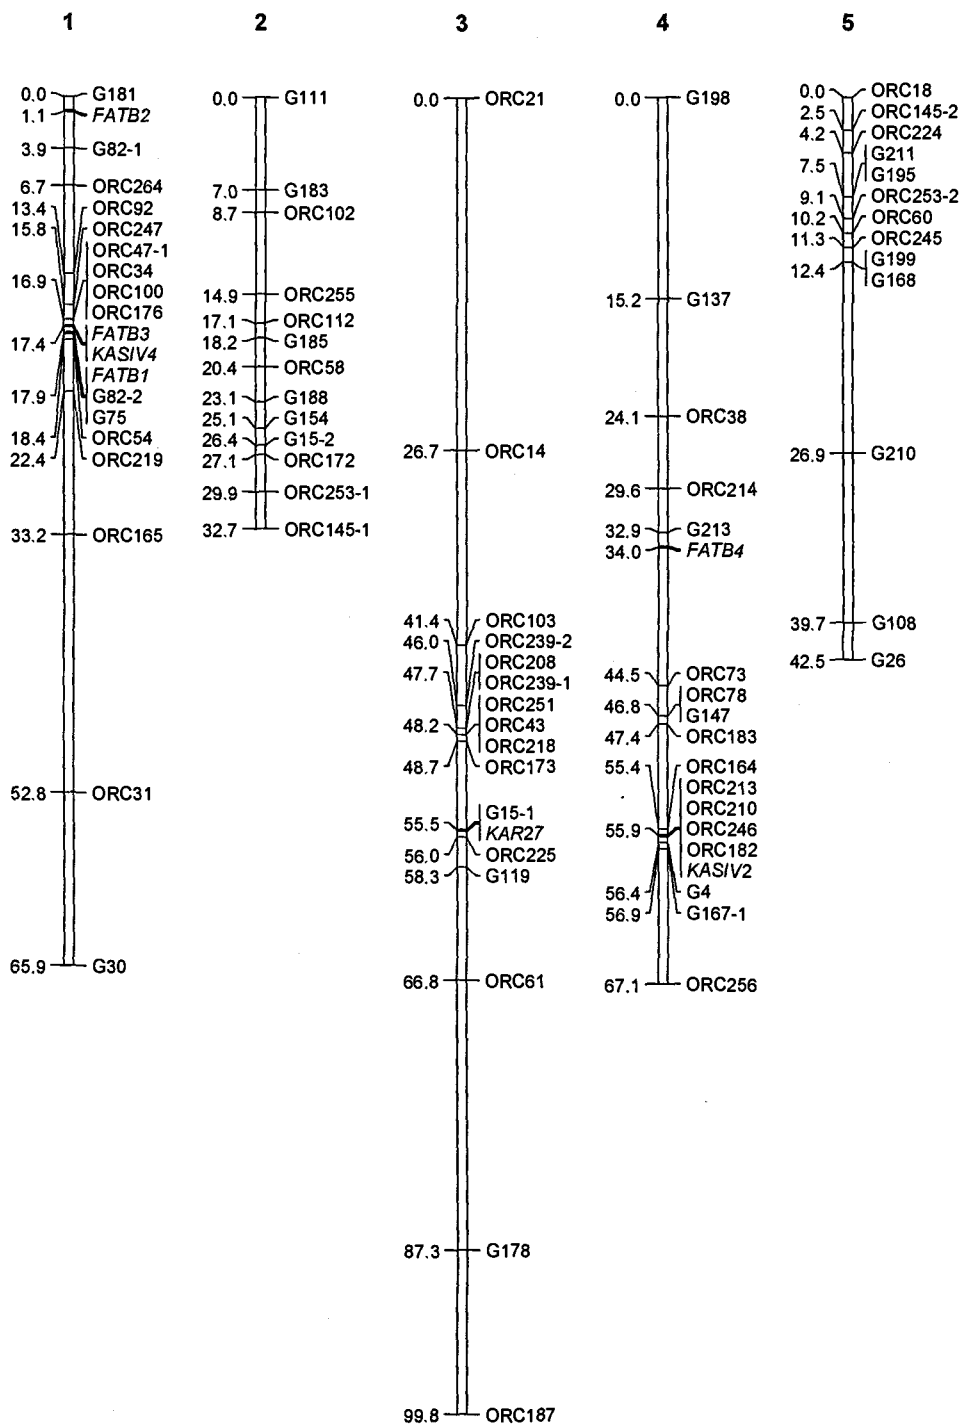 1 2 3 4 5
0.0 G181
1.1 FATB2
3.9 G82-1
6.7 ORC264
13.4 ORC92
15.8 ORC247
ORC47-1
ORC34
16.9 ORC100
ORC176
FATB3
17.4 KASIV4
FATB1
17.9 G82-2
G75
18.4 ORC54
22.4 ORC219
33.2 ORC165
52.8 ORC31
65.9 G30
0.0 G111
7.0 G183
8.7 ORC102
14.9 ORC255
17.1 ORC112
18.2 G185
20.4 ORC58
23.1 G188
25.1 G154
26.4 G15-2
27.1 ORC172
29.9 ORC253-1
32.7 ORC145-1
0.0 ORC21
26.7 ORC14
41.4 ORC103
46.0 ORC239-2
ORC208
47.7 ORC239-1
ORC251
48.2 ORC43
ORC218
48.7 ORC173
G15-1
55.5 KAR27
56.0 ORC225
58.3 G119
66.8 ORC61
87.3 G178
99.8 ORC187
0.0 G198
15.2 G137
24.1 ORC38
29.6 ORC214
32.9 G213
34.0 FATB4
44.5 ORC73
ORC78
46.8 G147
47.4 ORC183
55.4 ORC164
ORC213
ORC210
55.9 ORC246
ORC182
KASIV2
56.4 G4
56.9 G167-1
67.1 ORC256
0.0 ORC18
2.5 ORC145-2
4.2 ORC224
G211
7.5 G195
9.1 ORC253-2
10.2 ORC60
11.3 ORC245
G199
12.4 G168
26.9 G210
39.7 G108
42.5 G26